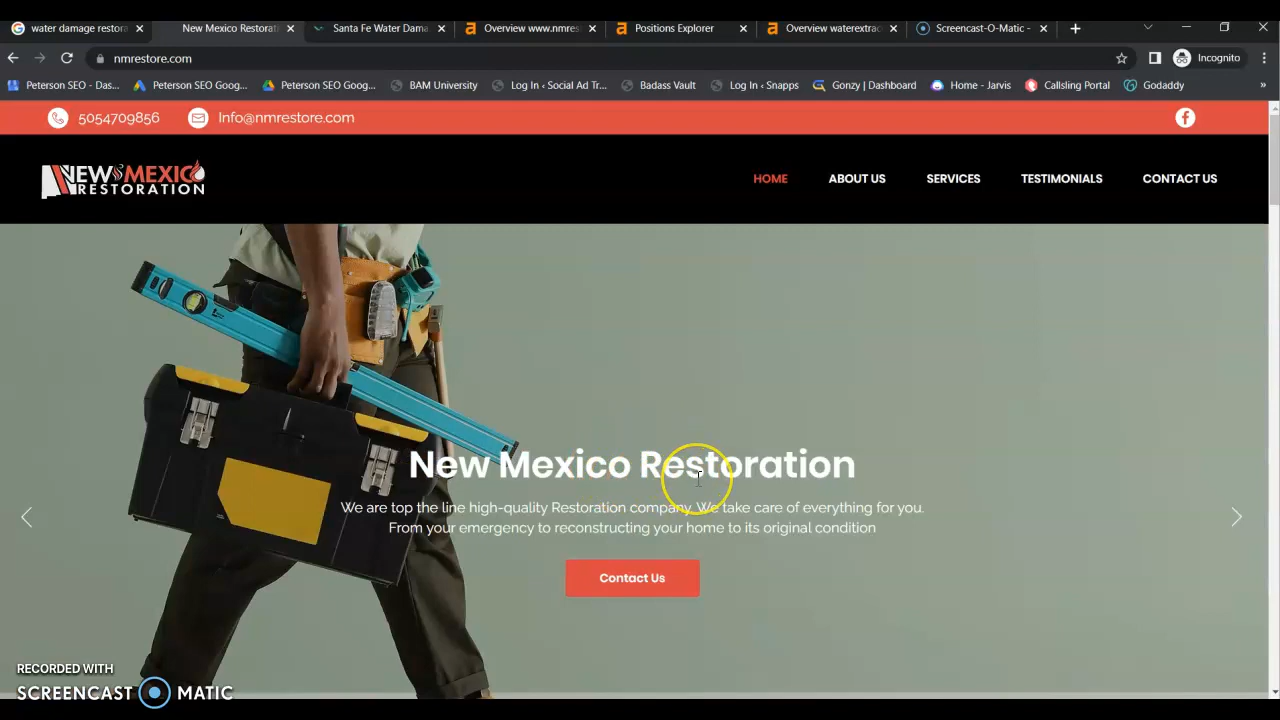 water damage restora
New Mexico Restorati
Santa Fe Water Dama
Overview www.nmres
Positions Explorer
Overview waterextrac
Screencast-O-Matic -
nmrestore.com
Incognito
Peterson SEO - Das...
Peterson SEO Goog...
Peterson SEO Goog...
BAM University
Log In ‹ Social Ad Tr...
Badass Vault
Log In ‹ Snapps
Gonzy | Dashboard
Home - Jarvis
Callsling Portal
Godaddy
»
5054709856
Info@nmrestore.com
NEW MEXICO
RESTORATION
HOME
ABOUT US
SERVICES
TESTIMONIALS
CONTACT US
New Mexico Restoration
We are top the line high-quality Restoration company. We take care of everything for you.
From your emergency to reconstructing your home to its original condition
Contact Us
RECORDED WITH
SCREENCAST MATIC